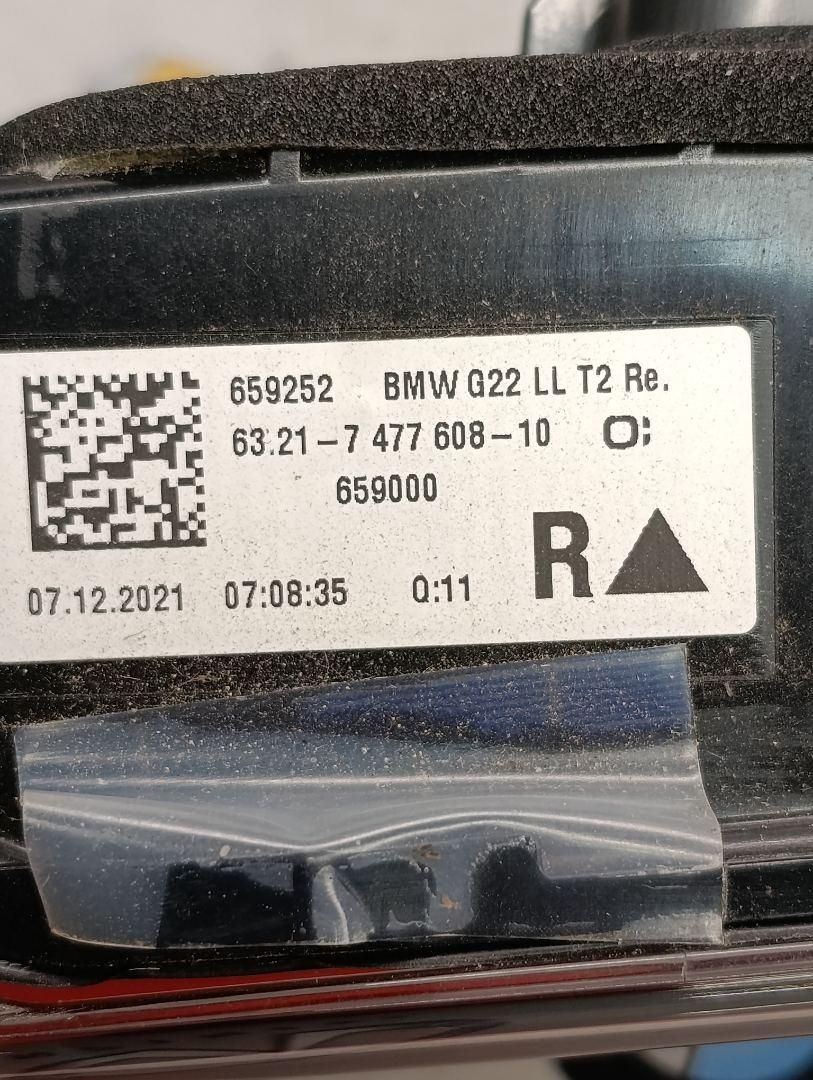 659252 BMW G22 LL T2 Re.
63.21-7 477 608-10 O:
659000
R
07.12.2021 07:08:35 Q:11